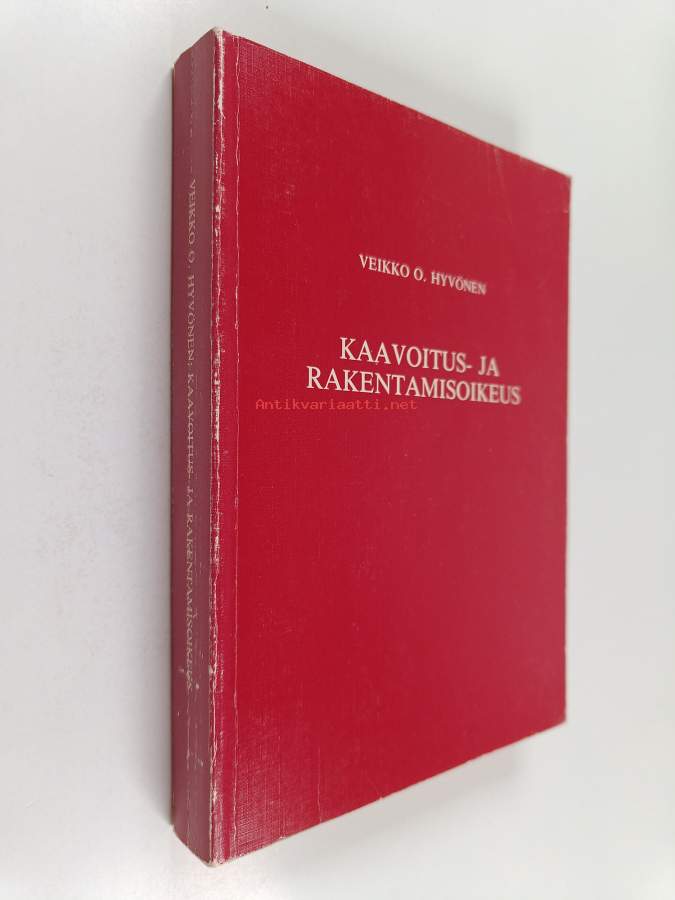 VEIKKO O. HYVÖNEN
KAAVOITUS- JA
RAKENTAMISOIKEUS
Antikvariaatti.net
VEIKKO O. HYVÖNEN: KAAVOITUS- JA RAKENTAMISOIKEUS